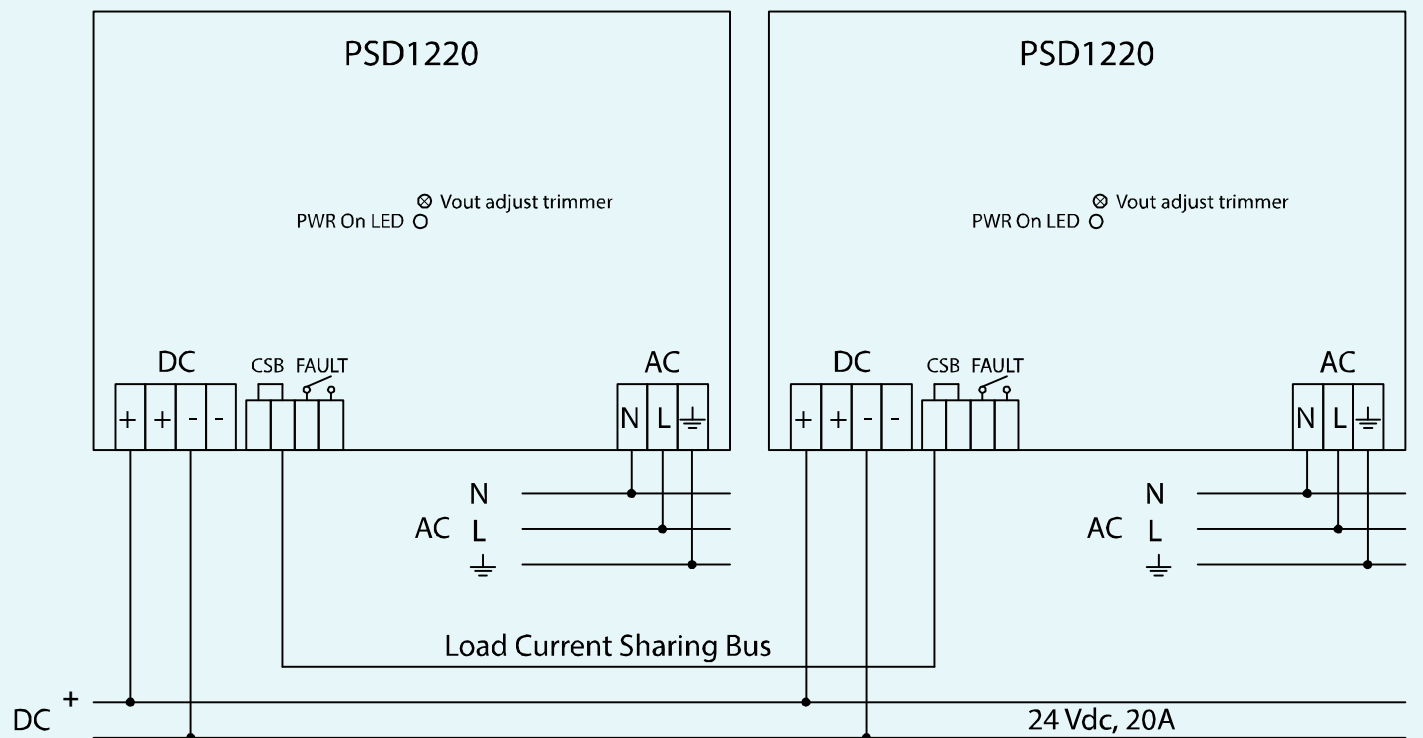 PSD1220 PSD1220
Vout adjust trimmer Vout adjust trimmer
PWR On LED PWR On LED
DC CSB FAULT AC DC CSB FAULT AC
+ + - - N L + + - - N L
N N
AC L AC L
Load Current Sharing Bus
+
DC 24 Vdc, 20A